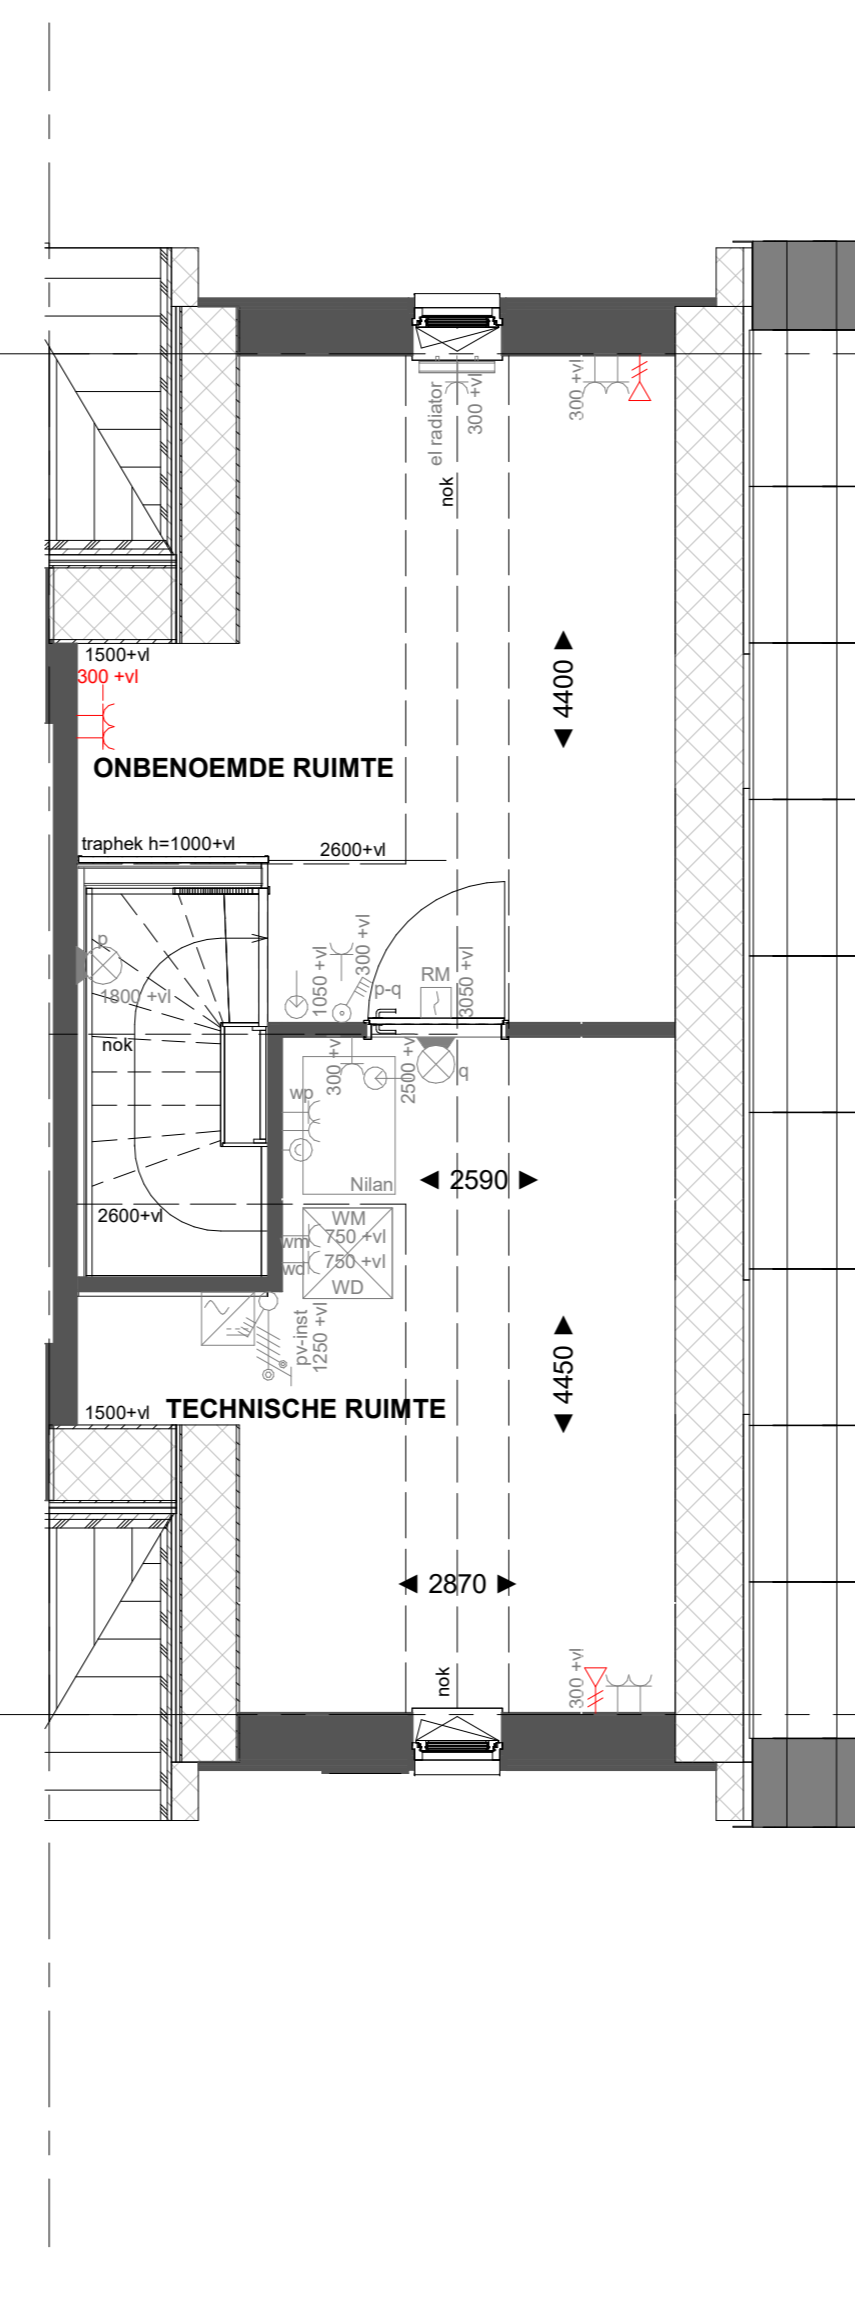 el radiator
300 +vl
300 +vl
nok
1500+vl
300 +vl
4400
ONBENOEMDE RUIMTE
traphek h=1000+vl
2600+vl
p
1800 +vl
1050 +vl
300 +vl
p-q
RM
3050 +vl
nok
300 +vl
2500 +v
q
wp
Nilan
2590
2600+vl
WM
wm
750 +vl
wd
750 +vl
WD
pv-inst
1250 +vl
4450
1500+vl
TECHNISCHE RUIMTE
2870
nok
300 +vl